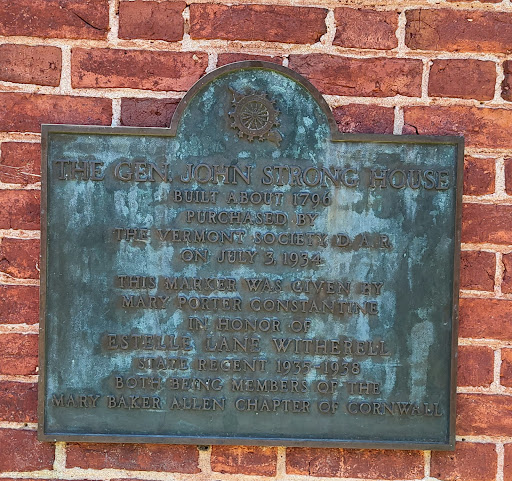 THE GEN. JOHN STRONG HOUSE
BUILT ABOUT 1796
PURCHASED BY
THE VERMONT SOCIETY D.A.R.
ON JULY 3, 1934
THIS MARKER WAS GIVEN BY
MARY PORTER CONSTANTINE
IN HONOR OF
ESTELLE LANE WITHERELL
STATE REGENT 1935-1938
BOTH BEING MEMBERS OF THE
MARY BAKER ALLEN CHAPTER OF CORNWALL